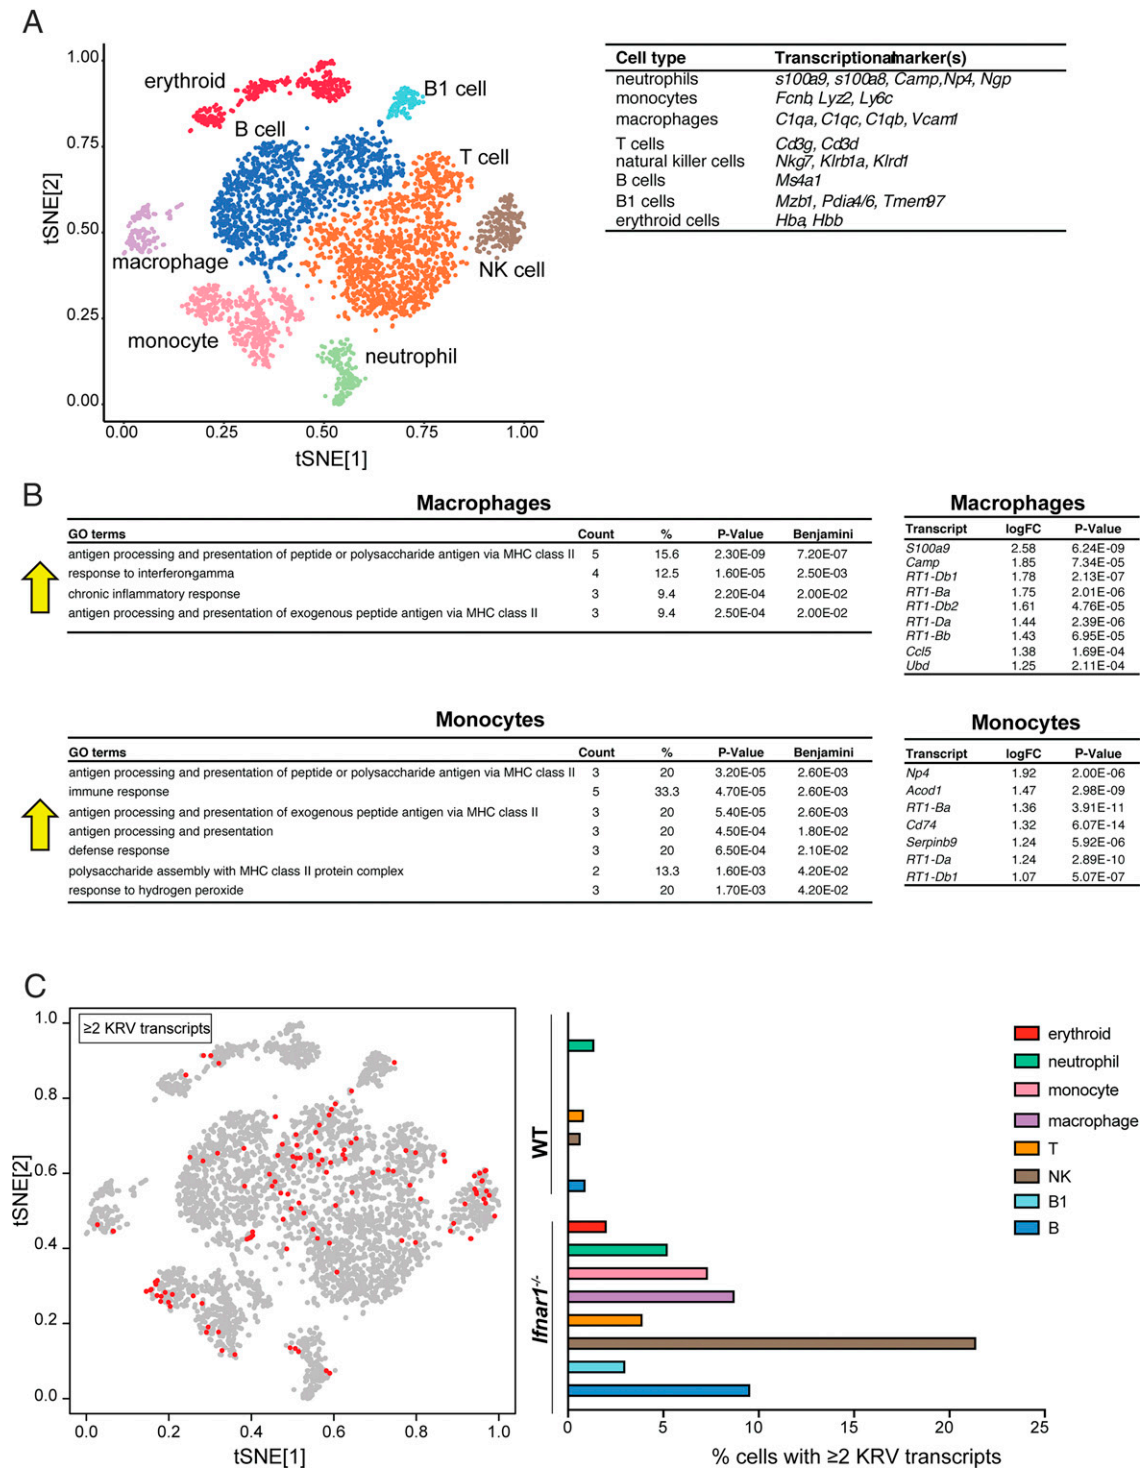 A
1.00
0.75
0.50
0.25
0.00
tSNE[2]
0.00 0.25 0.50 0.75 1.00
tSNE[1]
erythroid
B1 cell
B cell
T cell
macrophage
NK cell
monocyte
neutrophil
Cell type Transcriptional marker(s)
neutrophils s100a9, s100a8, Camp, Np4, Ngp
monocytes Fcnb, Lyz2, Ly6c
macrophages C1qa, C1qc, C1qb, Vcam1
T cells Cd3g, Cd3d
natural killer cells Nkg7, Klrb1a, Klrd1
B cells Ms4a1
B1 cells Mzb1, Pdia4/6, Tmem97
erythroid cells Hba, Hbb
B
Macrophages
GO terms Count % P-Value Benjamini
antigen processing and presentation of peptide or polysaccharide antigen via MHC class II 5 15.6 2.30E-09 7.20E-07
response to interferon-gamma 4 12.5 1.60E-05 2.50E-03
chronic inflammatory response 3 9.4 2.20E-04 2.00E-02
antigen processing and presentation of exogenous peptide antigen via MHC class II 3 9.4 2.50E-04 2.00E-02
Macrophages
Transcript logFC P-Value
S100a9 2.58 6.24E-09
Camp 1.85 7.34E-05
RT1-Db1 1.78 2.13E-07
RT1-Ba 1.75 2.01E-06
RT1-Db2 1.61 4.76E-05
RT1-Da 1.44 2.39E-06
RT1-Bb 1.43 6.95E-05
Ccl5 1.38 1.69E-04
Ubd 1.25 2.11E-04
Monocytes
GO terms Count % P-Value Benjamini
antigen processing and presentation of peptide or polysaccharide antigen via MHC class II 3 20 3.20E-05 2.60E-03
immune response 5 33.3 4.70E-05 2.60E-03
antigen processing and presentation of exogenous peptide antigen via MHC class II 3 20 5.40E-05 2.60E-03
antigen processing and presentation 3 20 4.50E-04 1.80E-02
defense response 3 20 6.50E-04 2.10E-02
polysaccharide assembly with MHC class II protein complex 2 13.3 1.60E-03 4.20E-02
response to hydrogen peroxide 3 20 1.70E-03 4.20E-02
Monocytes
Transcript logFC P-Value
Np4 1.92 2.00E-06
Acod1 1.47 2.98E-09
RT1-Ba 1.36 3.91E-11
Cd74 1.32 6.07E-14
Serpinb9 1.24 5.92E-06
RT1-Da 1.24 2.89E-10
RT1-Db1 1.07 5.07E-07
C
≥2 KRV transcripts
1.0
0.8
0.6
0.4
0.2
0.0
tSNE[2]
0.0 0.2 0.4 0.6 0.8 1.0
tSNE[1]
WT
Ifnar1-/-
0 5 10 15 20 25
% cells with ≥2 KRV transcripts
erythroid
neutrophil
monocyte
macrophage
T
NK
B1
B